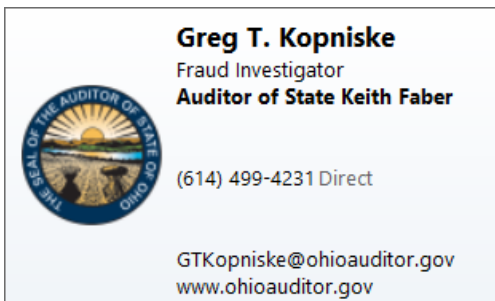 Greg T. Kopniske
Fraud Investigator
Auditor of State Keith Faber
THE SEAL OF THE AUDITOR OF STATE OF OHIO
(614) 499-4231 Direct
GTKopniske@ohioauditor.gov
www.ohioauditor.gov